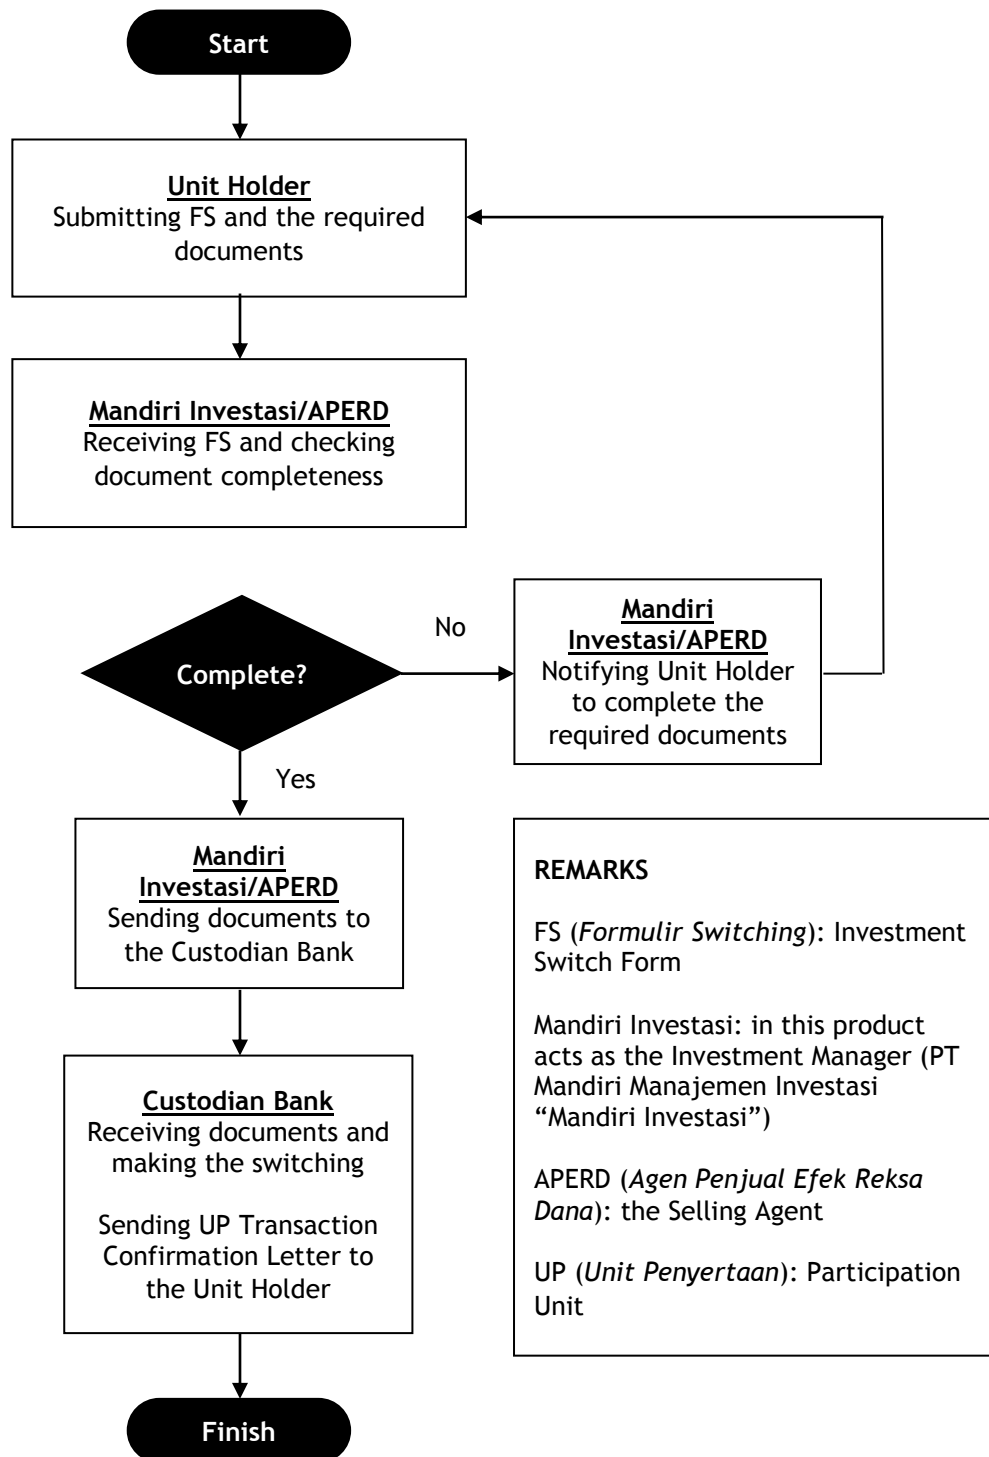 Start
Unit Holder
Submitting FS and the required
documents
Mandiri Investasi/APERD
Receiving FS and checking
document completeness
Complete?
No
Mandiri
Investasi/APERD
Notifying Unit Holder
to complete the
required documents
Yes
Mandiri
Investasi/APERD
Sending documents to
the Custodian Bank
Custodian Bank
Receiving documents and
making the switching
Sending UP Transaction
Confirmation Letter to
the Unit Holder
Finish
REMARKS
FS (Formulir Switching): Investment
Switch Form
Mandiri Investasi: in this product
acts as the Investment Manager (PT
Mandiri Manajemen Investasi
“Mandiri Investasi”)
APERD (Agen Penjual Efek Reksa
Dana): the Selling Agent
UP (Unit Penyertaan): Participation
Unit